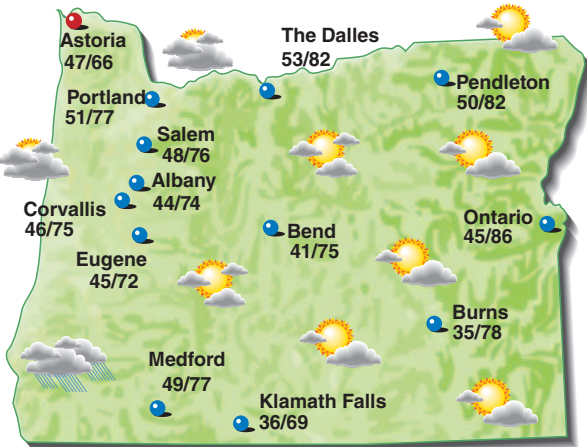 Astoria
47/66
The Dalles
53/82
Pendleton
50/82
Portland
51/77
Salem
48/76
Albany
44/74
Corvallis
46/75
Eugene
45/72
Bend
41/75
Ontario
45/86
Burns
35/78
Medford
49/77
Klamath Falls
36/69